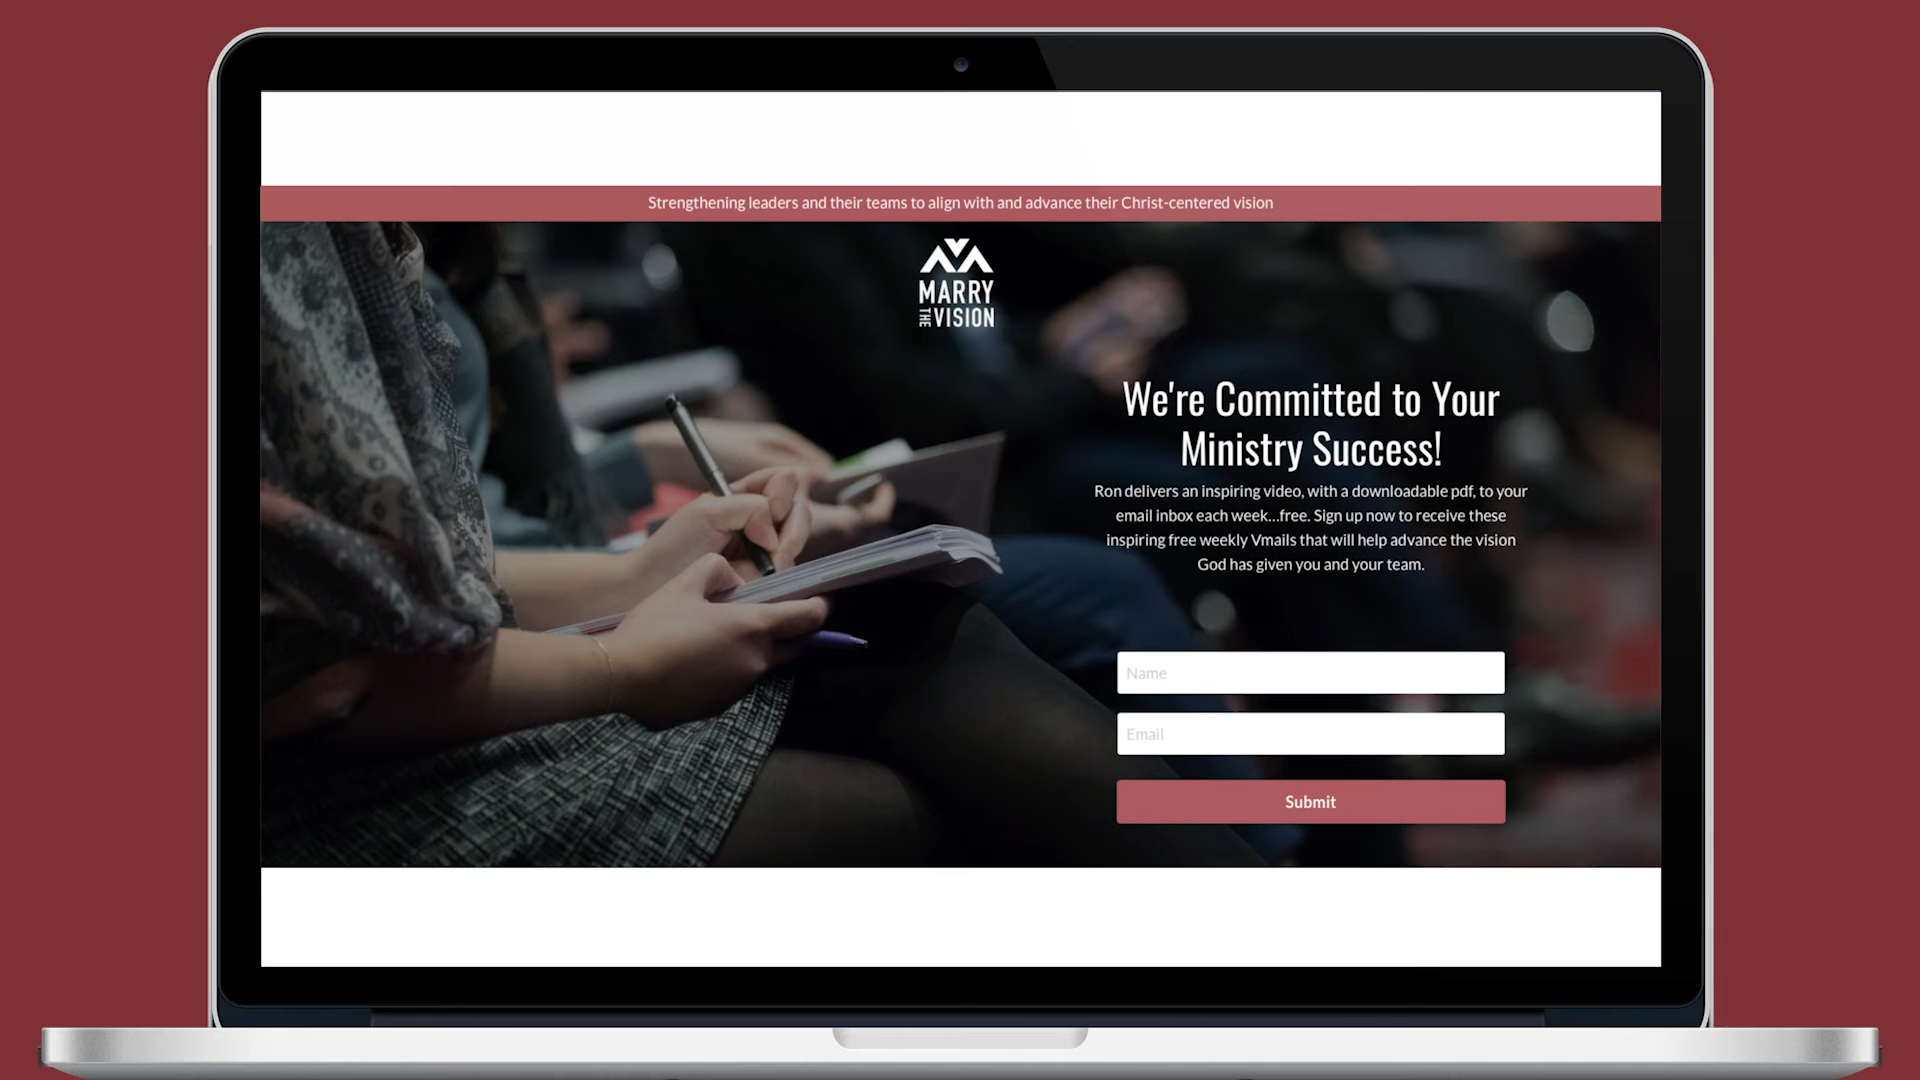 Strengthening leaders and their teams to align with and advance their Christ-centered vision
MARRY
THE VISION
We're Committed to Your
Ministry Success!
Ron delivers an inspiring video, with a downloadable pdf, to your
email inbox each week...free. Sign up now to receive these
inspiring free weekly Vmails that will help advance the vision
God has given you and your team.
Name
Email
Submit